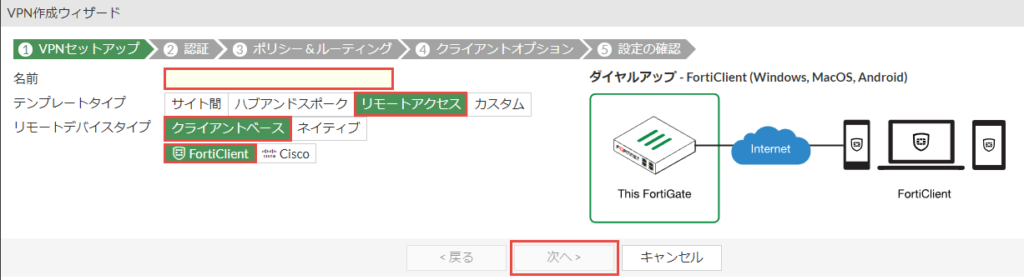 VPN作成ウィザード
1 VPNセットアップ 2 認証 3 ポリシー＆ルーティング 4 クライアントオプション 5 設定の確認
名前
テンプレートタイプ サイト間 ハブアンドスポーク リモートアクセス カスタム
リモートデバイスタイプ クライアントベース ネイティブ
FortiClient CISCO Cisco
ダイヤルアップ - FortiClient (Windows, MacOS, Android)
FORTINET
Internet
This FortiGate
FortiClient
< 戻る 次へ > キャンセル